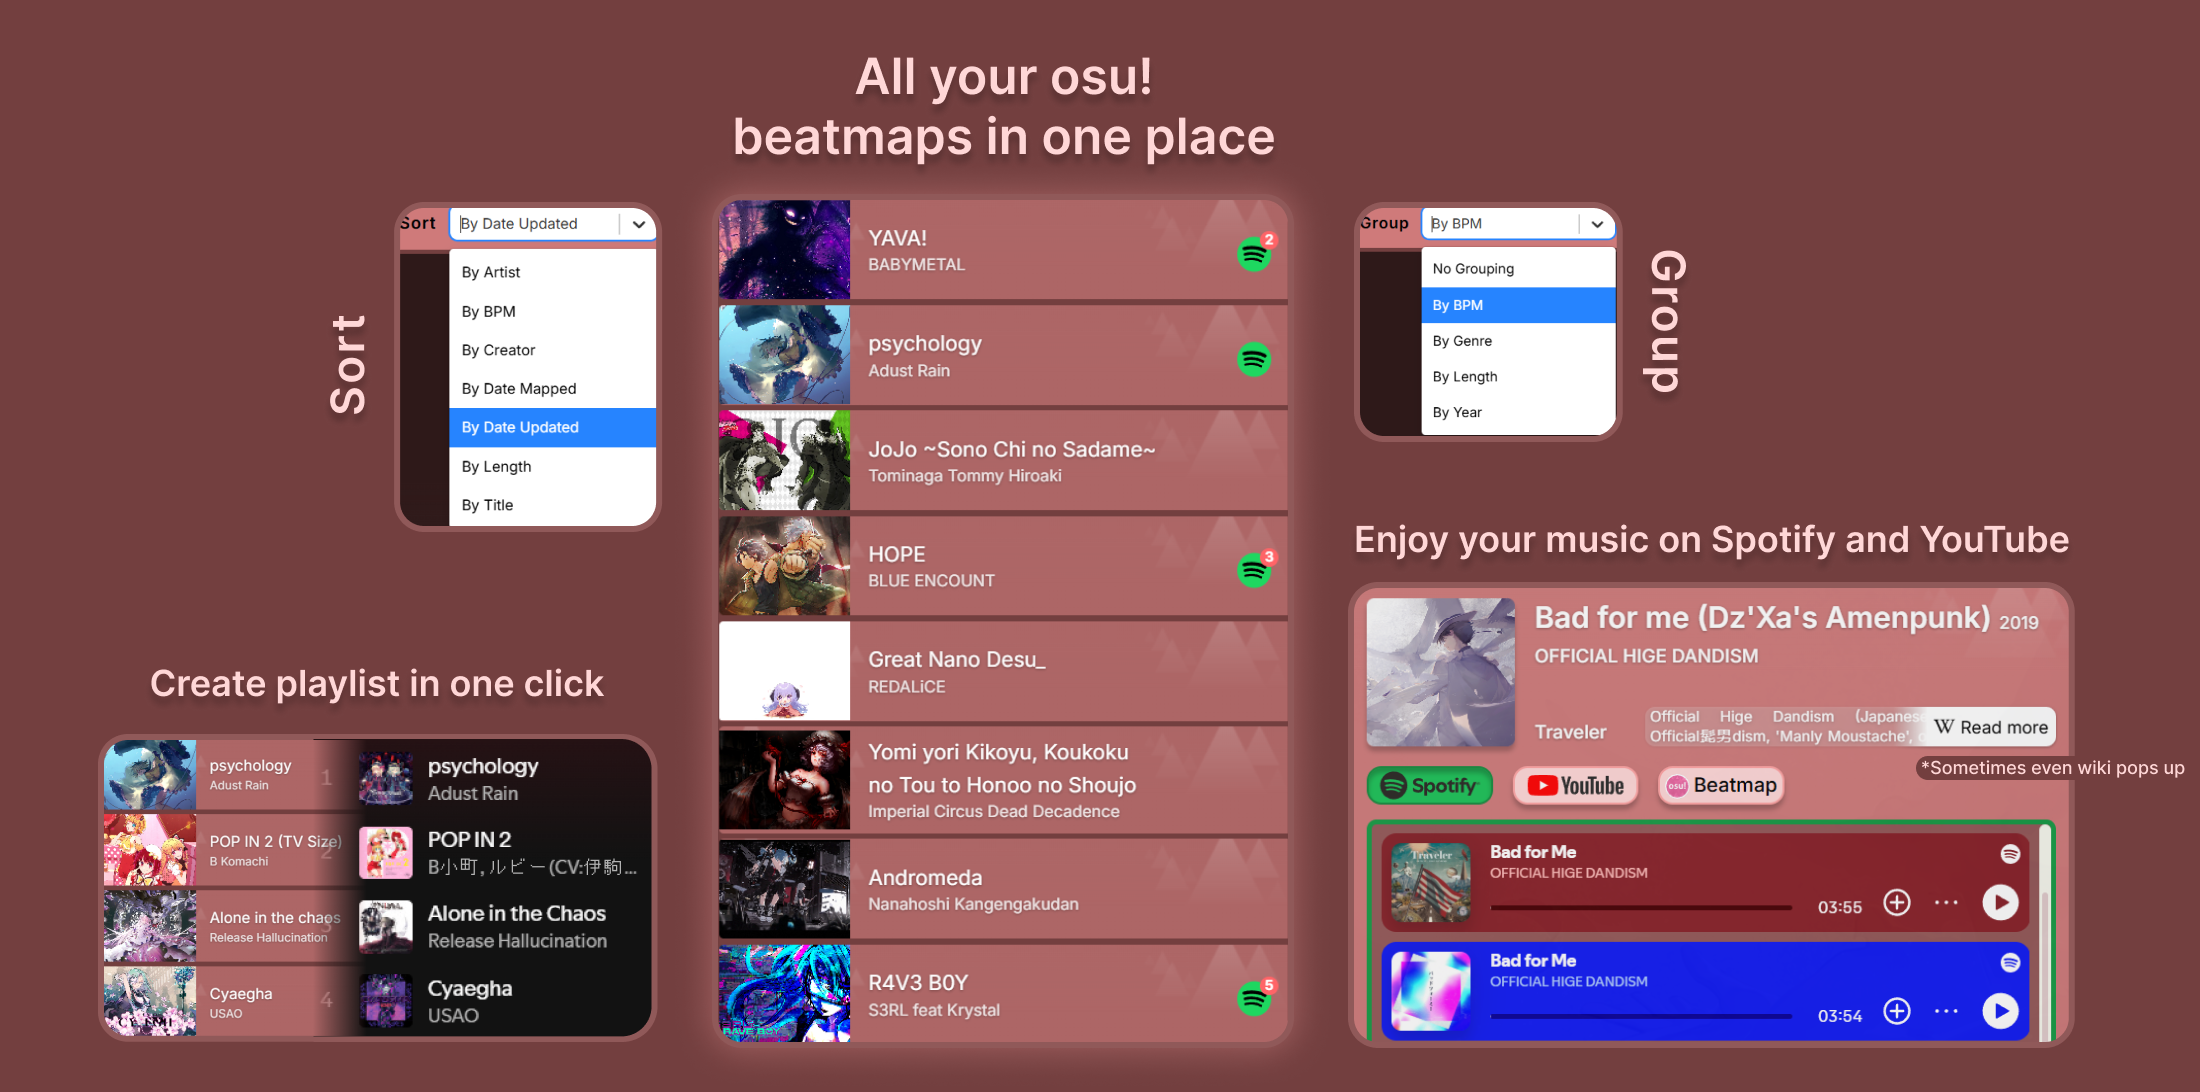 All your osu!
beatmaps in one place
Sort
Sort
By Date Updated
By Artist
By BPM
By Creator
By Date Mapped
By Date Updated
By Length
By Title
YAVA!
BABYMETAL
2
psychology
Adust Rain
JoJo ~Sono Chi no Sadame~
Tominaga Tommy Hiroaki
HOPE
BLUE ENCOUNT
3
Great Nano Desu_
REDALiCE
Yomi yori Kikoyu, Koukoku
no Tou to Honoo no Shoujo
Imperial Circus Dead Decadence
Andromeda
Nanahoshi Kangengakudan
R4V3 B0Y
S3RL feat Krystal
5
RAVE BOY
Group
By BPM
No Grouping
By BPM
By Genre
By Length
By Year
Group
Create playlist in one click
psychology
Adust Rain
1
psychology
Adust Rain
POP IN 2 (TV Size)
B Komachi
2
POP IN 2
B小町, ルビー(CV:伊駒...
Alone in the chaos
Release Hallucination
3
Alone in the Chaos
Release Hallucination
Cyaegha
USAO
4
Cyaegha
USAO
Enjoy your music on Spotify and YouTube
Bad for me (Dz'Xa's Amenpunk) 2019
OFFICIAL HIGE DANDISM
Traveler
Official Hige Dandism (Japanese
Official髭男dism, 'Manly Moustache',
W Read more
*Sometimes even wiki pops up
Spotify
YouTube
osu! Beatmap
Traveler
Bad for Me
OFFICIAL HIGE DANDISM
03:55
Bad for Me
OFFICIAL HIGE DANDISM
03:54